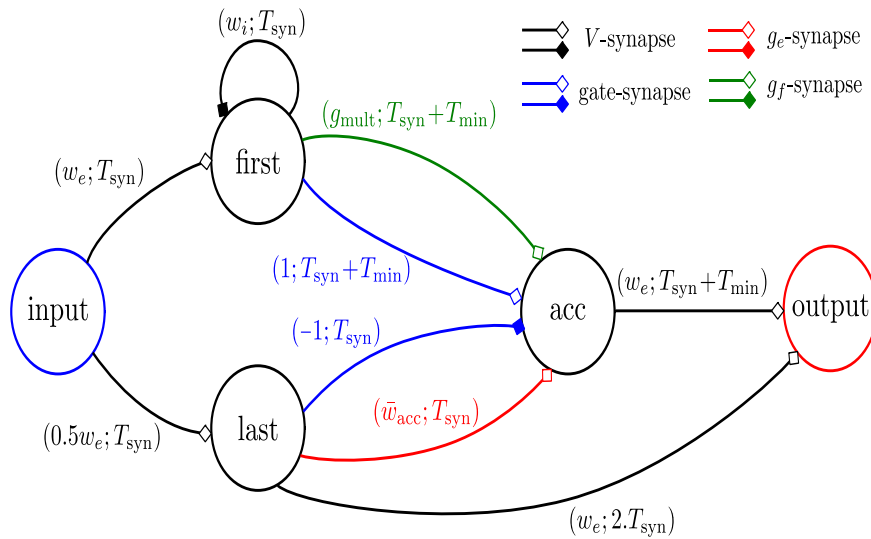 (w_i; T_syn)
V-synapse
g_e-synapse
gate-synapse
g_f-synapse
(g_mult; T_syn+T_min)
first
(w_e; T_syn)
(1; T_syn+T_min)
(w_e; T_syn+T_min)
input
acc
output
(−1; T_syn)
(w̄_acc; T_syn)
last
(0.5w_e; T_syn)
(w_e; 2.T_syn)